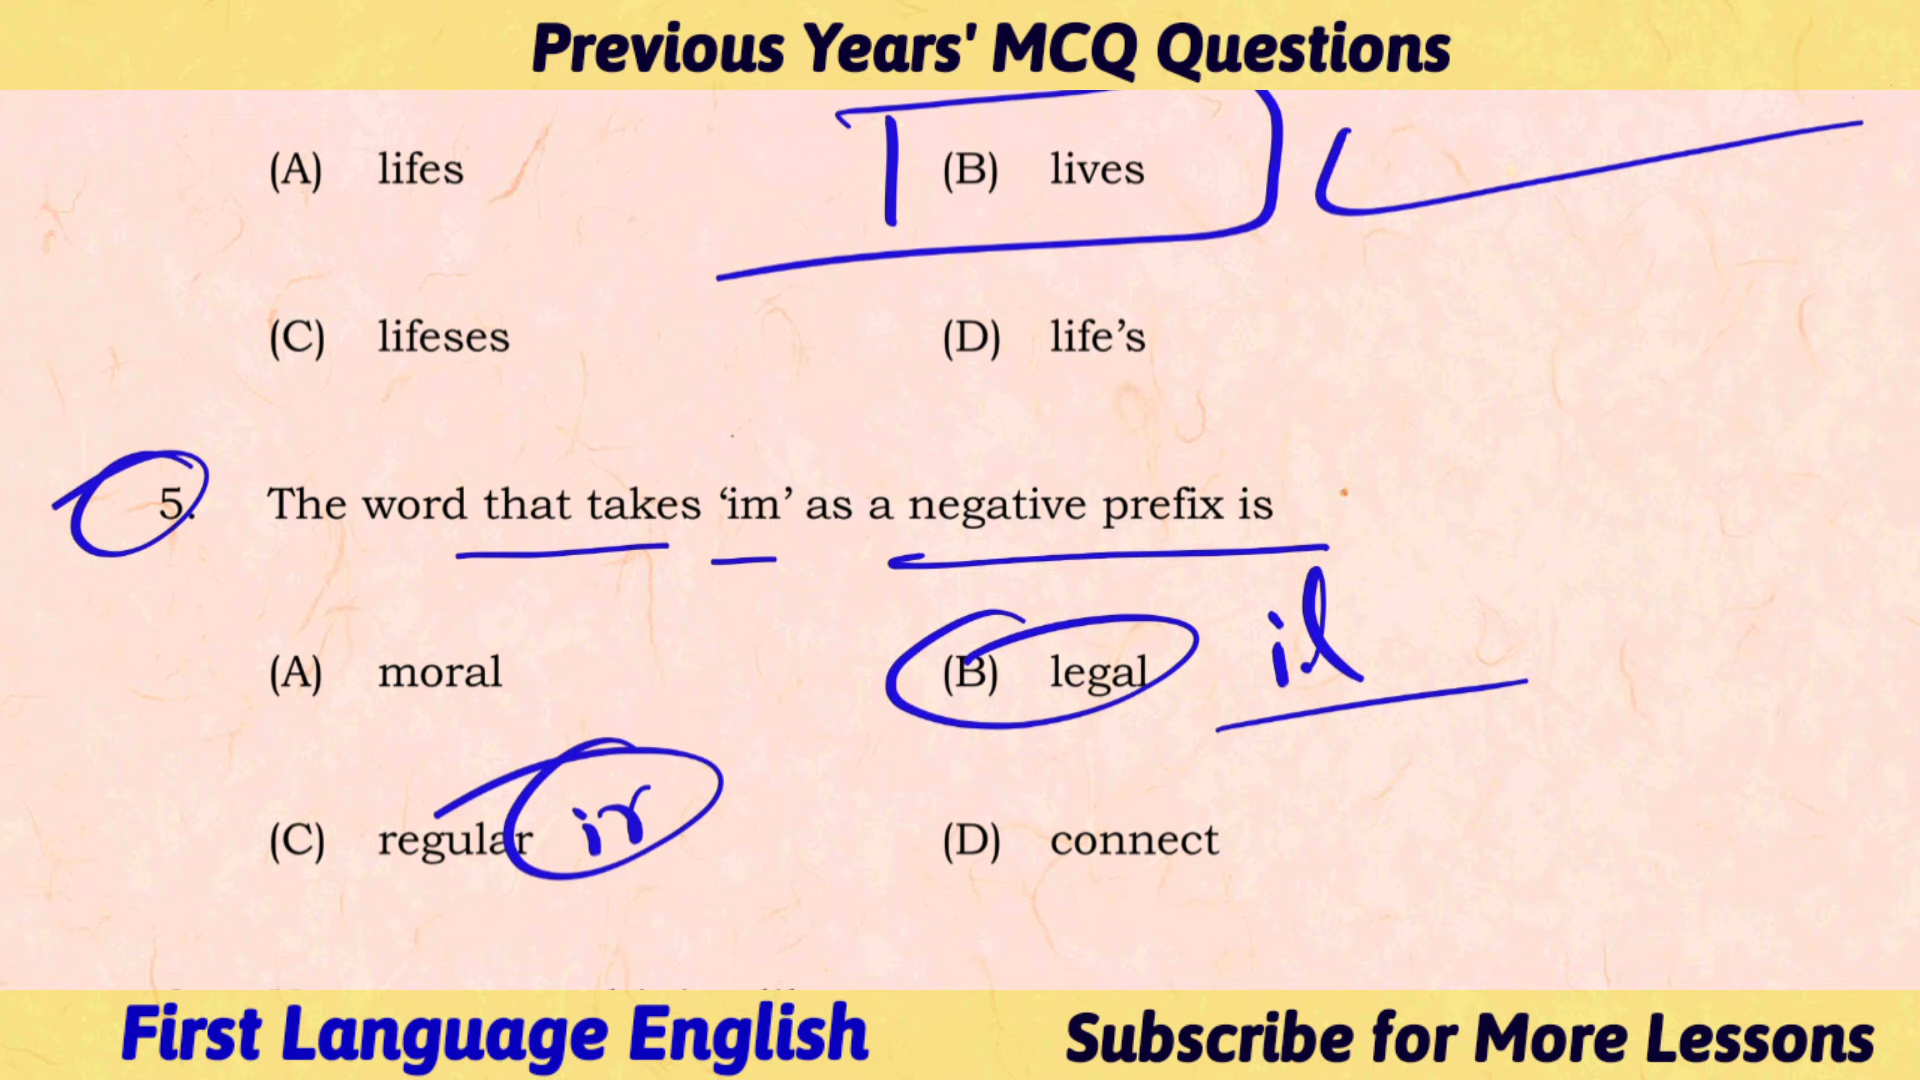 Previous Years' MCQ Questions
(A) lifes (B) lives
(C) lifeses (D) life’s
5. The word that takes ‘im’ as a negative prefix is
(A) moral (B) legal il
(C) regular ir (D) connect
First Language English Subscribe for More Lessons